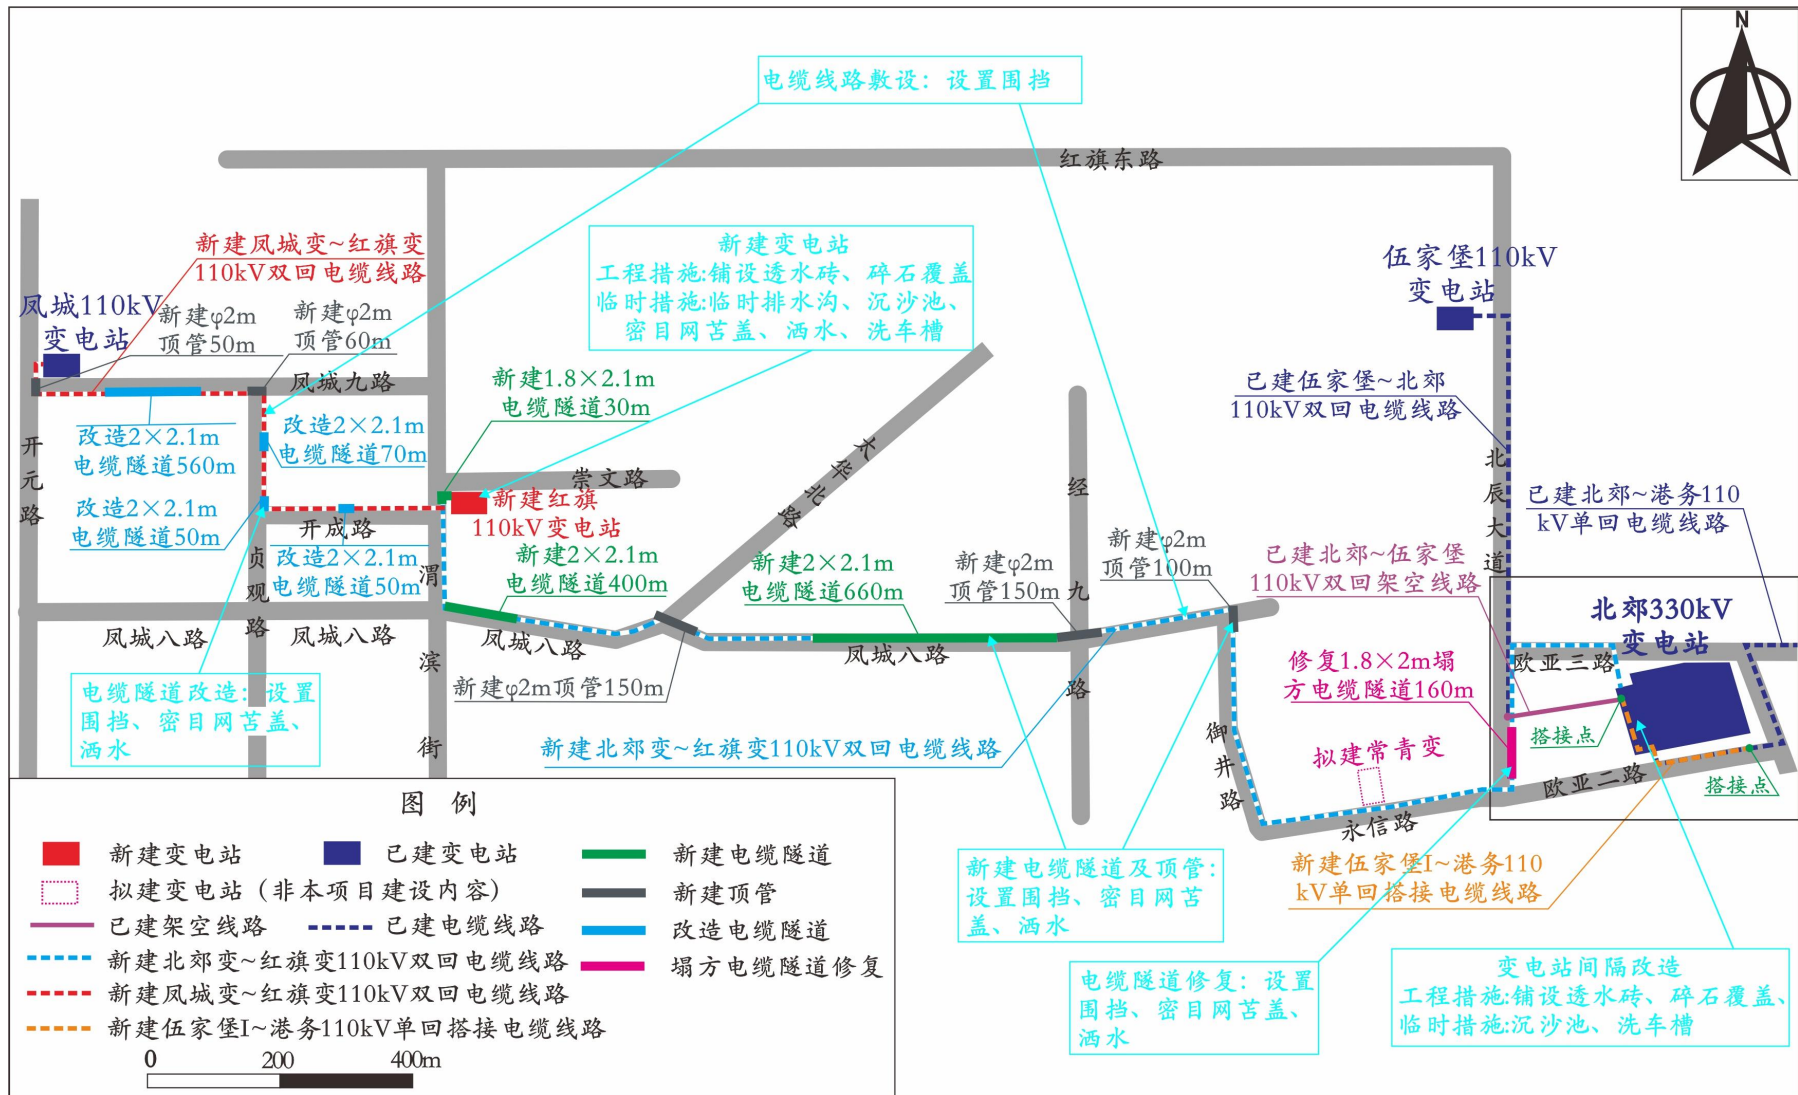 N
电缆线路敷设：设置围挡
红旗东路
新建凤城变~红旗变
110kV双回电缆线路
新建变电站
工程措施:铺设透水砖、碎石覆盖
临时措施:临时排水沟、沉沙池、
密目网苫盖、洒水、洗车槽
伍家堡110kV
变电站
凤城110kV
变电站
新建φ2m
顶管50m
新建φ2m
顶管60m
凤城九路
新建1.8×2.1m
电缆隧道30m
已建伍家堡~北郊
110kV双回电缆线路
改造2×2.1m
电缆隧道560m
改造2×2.1m
电缆隧道70m
开元路
太华北路
崇文路
经九路
北辰大道
已建北郊~港务110
kV单回电缆线路
改造2×2.1m
电缆隧道50m
开成路
新建红旗
110kV变电站
改造2×2.1m
电缆隧道50m
贞观路
渭滨街
新建2×2.1m
电缆隧道400m
新建2×2.1m
电缆隧道660m
新建φ2m
顶管150m
新建φ2m
顶管100m
已建北郊~伍家堡
110kV双回架空线路
北郊330kV
变电站
凤城八路
凤城八路
凤城八路
凤城八路
欧亚三路
新建φ2m顶管150m
修复1.8×2m塌
方电缆隧道160m
电缆隧道改造：设置
围挡、密目网苫盖、
洒水
新建北郊变~红旗变110kV双回电缆线路
御井路
拟建常青变
搭接点
欧亚二路
搭接点
永信路
新建电缆隧道及顶管：
设置围挡、密目网苫
盖、洒水
新建伍家堡I~港务110
kV单回搭接电缆线路
电缆隧道修复：设置
围挡、密目网苫盖、
洒水
变电站间隔改造
工程措施:铺设透水砖、碎石覆盖、
临时措施:沉沙池、洗车槽
图 例
新建变电站
已建变电站
新建电缆隧道
拟建变电站（非本项目建设内容）
新建顶管
已建架空线路
已建电缆线路
改造电缆隧道
新建北郊变~红旗变110kV双回电缆线路
塌方电缆隧道修复
新建凤城变~红旗变110kV双回电缆线路
新建伍家堡I~港务110kV单回搭接电缆线路
0 200 400m